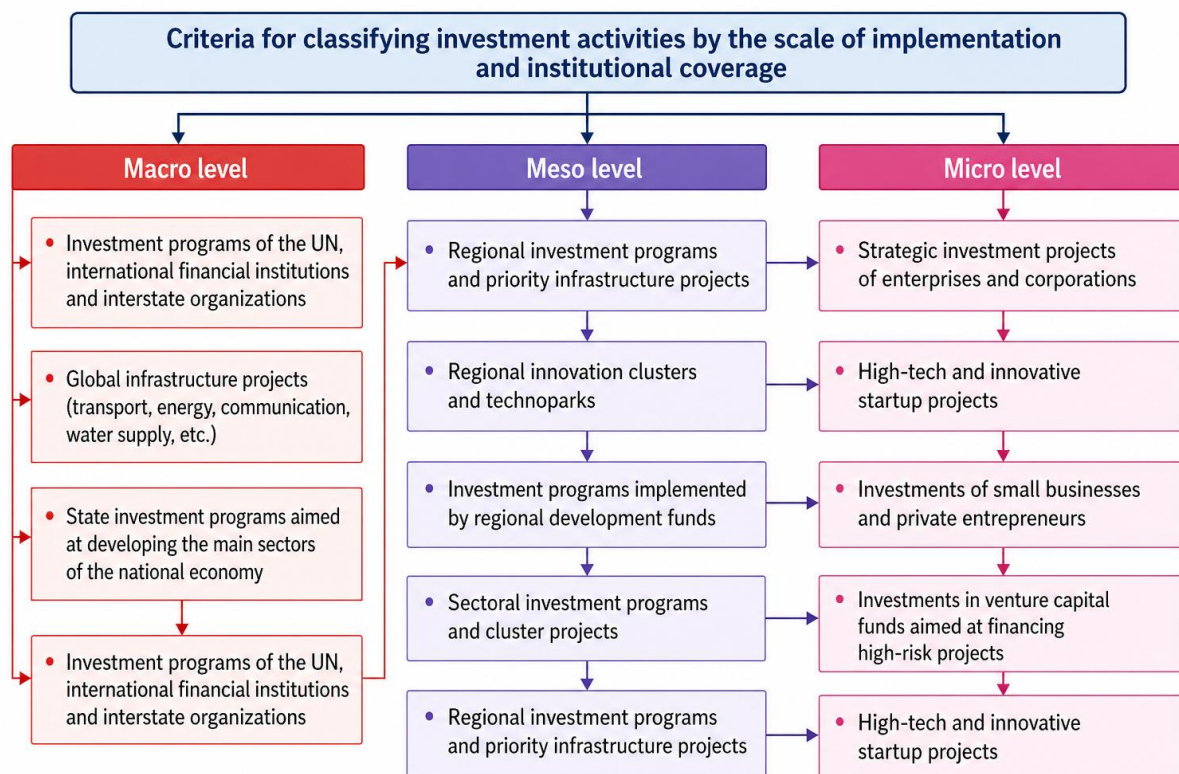 Criteria for classifying investment activities by the scale of implementation
and institutional coverage
Macro level
• Investment programs of the UN,
international financial institutions
and interstate organizations
• Global infrastructure projects
(transport, energy, communication,
water supply, etc.)
• State investment programs aimed
at developing the main sectors
of the national economy
• Investment programs of the UN,
international financial institutions
and interstate organizations
Meso level
• Regional investment programs
and priority infrastructure projects
• Regional innovation clusters
and technoparks
• Investment programs implemented
by regional development funds
• Sectoral investment programs
and cluster projects
• Regional investment programs
and priority infrastructure projects
Micro level
• Strategic investment projects
of enterprises and corporations
• High-tech and innovative
startup projects
• Investments of small businesses
and private entrepreneurs
• Investments in venture capital
funds aimed at financing
high-risk projects
• High-tech and innovative
startup projects